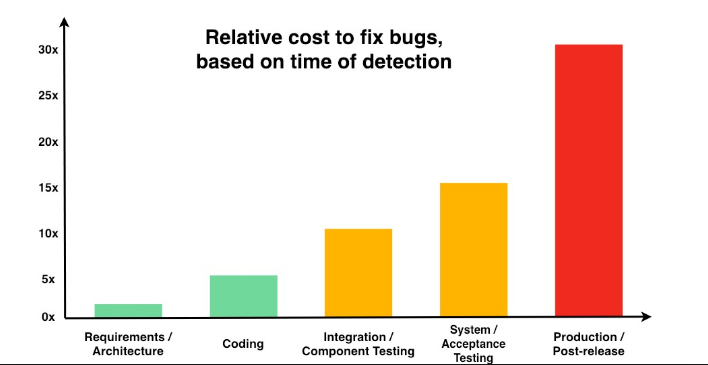 Relative cost to fix bugs,
based on time of detection
30x
25x
20x
15x
10x
5x
0x
Requirements /
Architecture
Coding
Integration /
Component Testing
System /
Acceptance
Testing
Production /
Post-release